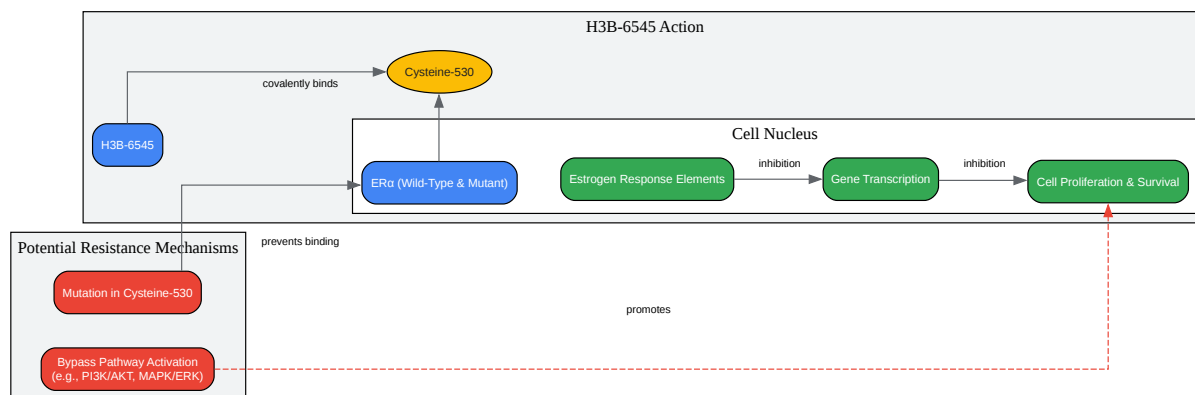 H3B-6545 Action
Cysteine-530
covalently binds
H3B-6545
Cell Nucleus
ERα (Wild-Type & Mutant)
Estrogen Response Elements
inhibition
Gene Transcription
inhibition
Cell Proliferation & Survival
prevents binding
Potential Resistance Mechanisms
Mutation in Cysteine-530
promotes
Bypass Pathway Activation
(e.g., PI3K/AKT, MAPK/ERK)